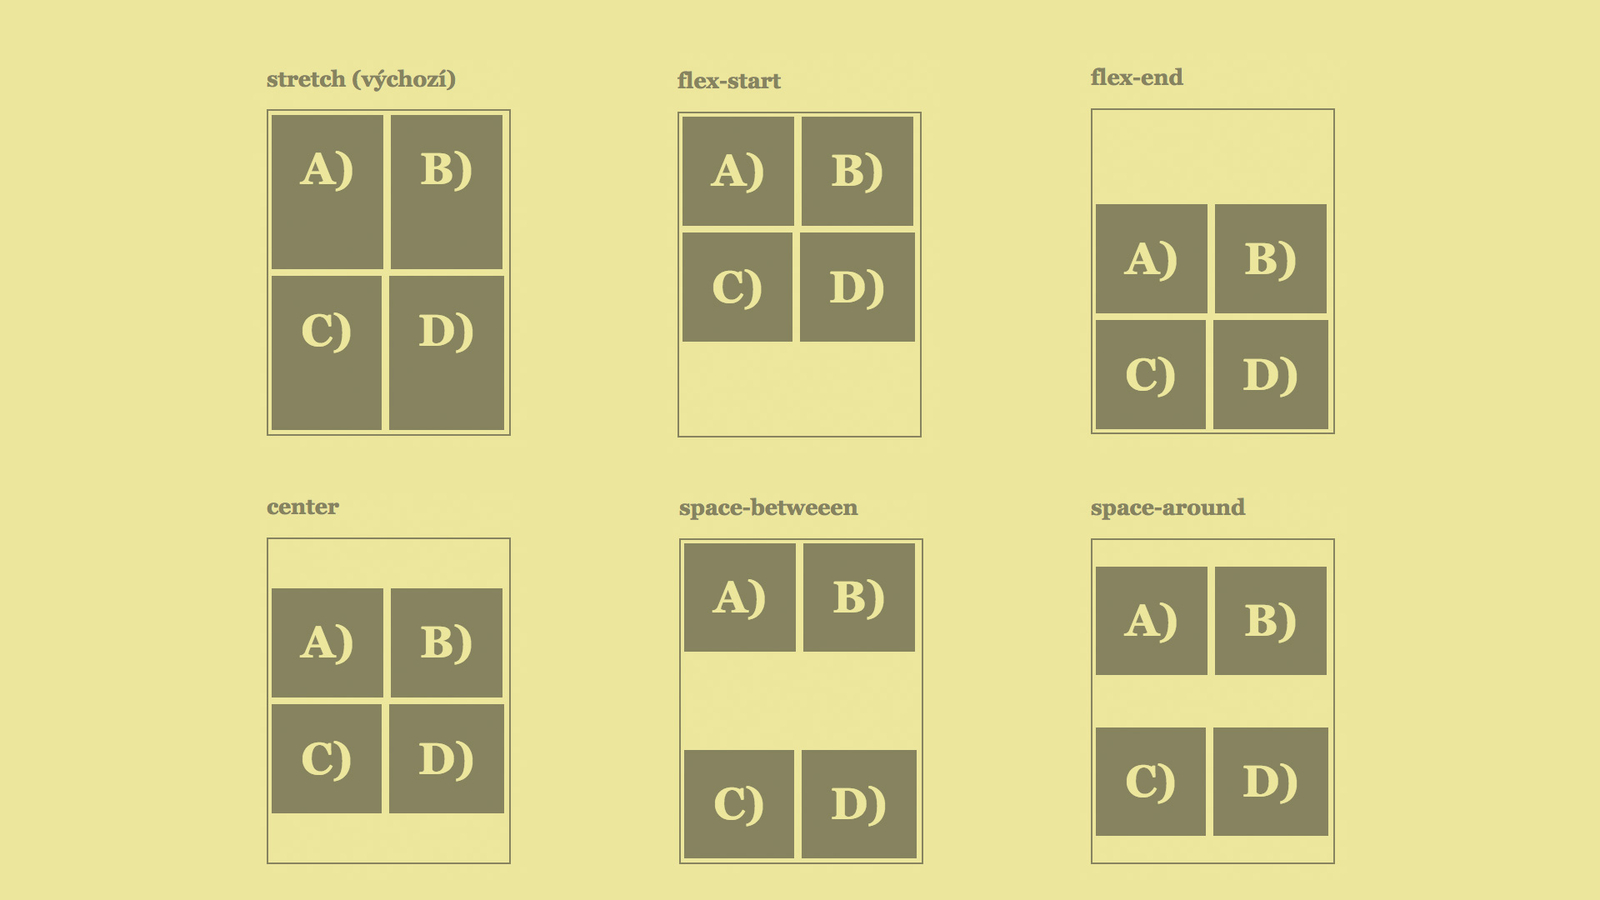 stretch (výchozí)
flex-start
flex-end
A) B)
C) D)
A) B)
C) D)
A) B)
C) D)
center
space-betweeen
space-around
A) B)
C) D)
A) B)
C) D)
A) B)
C) D)